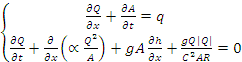 ∂Q/∂x + ∂A/∂t = q
∂Q/∂t + ∂/∂x (∝ Q²/A) + gA ∂h/∂x + gQ|Q|/C²AR = 0